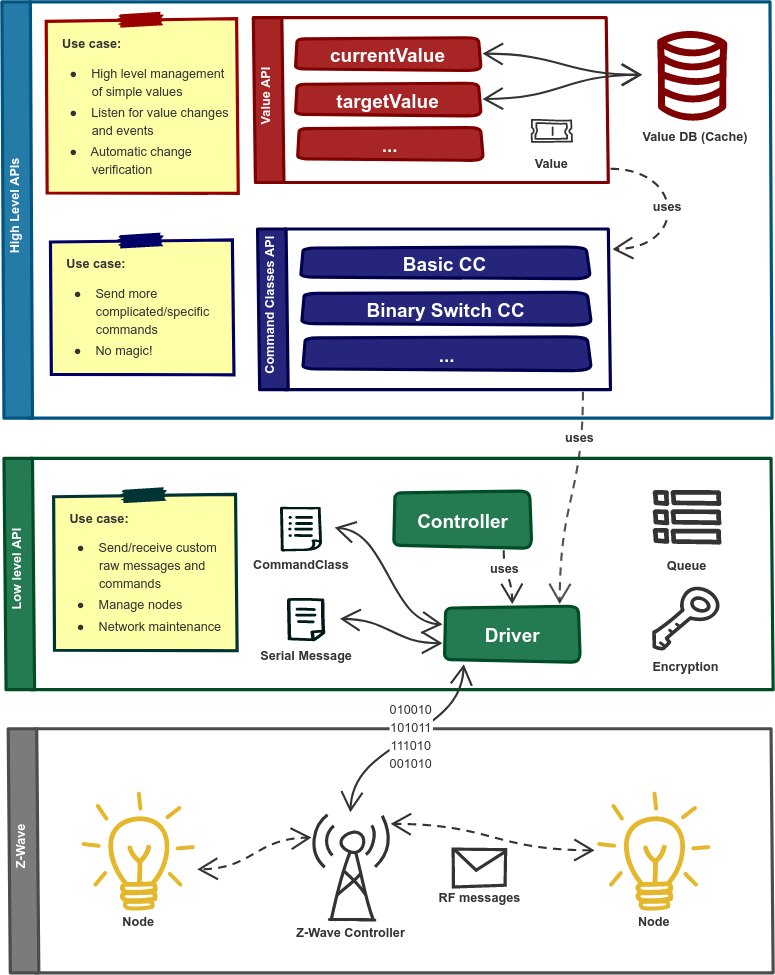 High Level APIs
Use case:
● High level management
of simple values
● Listen for value changes
and events
● Automatic change
verification
Value API
currentValue
targetValue
...
Value
Value DB (Cache)
uses
Use case:
● Send more
complicated/specific
commands
● No magic!
Command Classes API
Basic CC
Binary Switch CC
...
uses
Low level API
Use case:
● Send/receive custom
raw messages and
commands
● Manage nodes
● Network maintenance
CommandClass
Serial Message
Controller
uses
Driver
Queue
Encryption
010010
101011
111010
001010
Z-Wave
Node
Z-Wave Controller
RF messages
Node